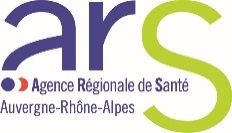 ars
Agence Régionale de Santé
Auvergne-Rhône-Alpes